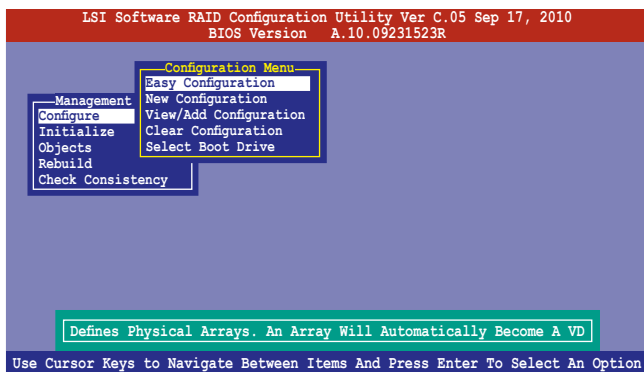 LSI Software RAID Configuration Utility Ver C.05 Sep 17, 2010
BIOS Version A.10.09231523R
Configuration Menu
Easy Configuration
New Configuration
View/Add Configuration
Clear Configuration
Select Boot Drive
Management
Configure
Initialize
Objects
Rebuild
Check Consistency
Defines Physical Arrays. An Array Will Automatically Become A VD
Use Cursor Keys to Navigate Between Items And Press Enter To Select An Option